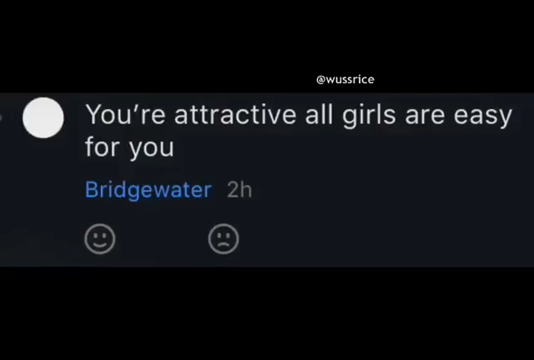 @wussrice
You're attractive all girls are easy
for you
Bridgewater 2h